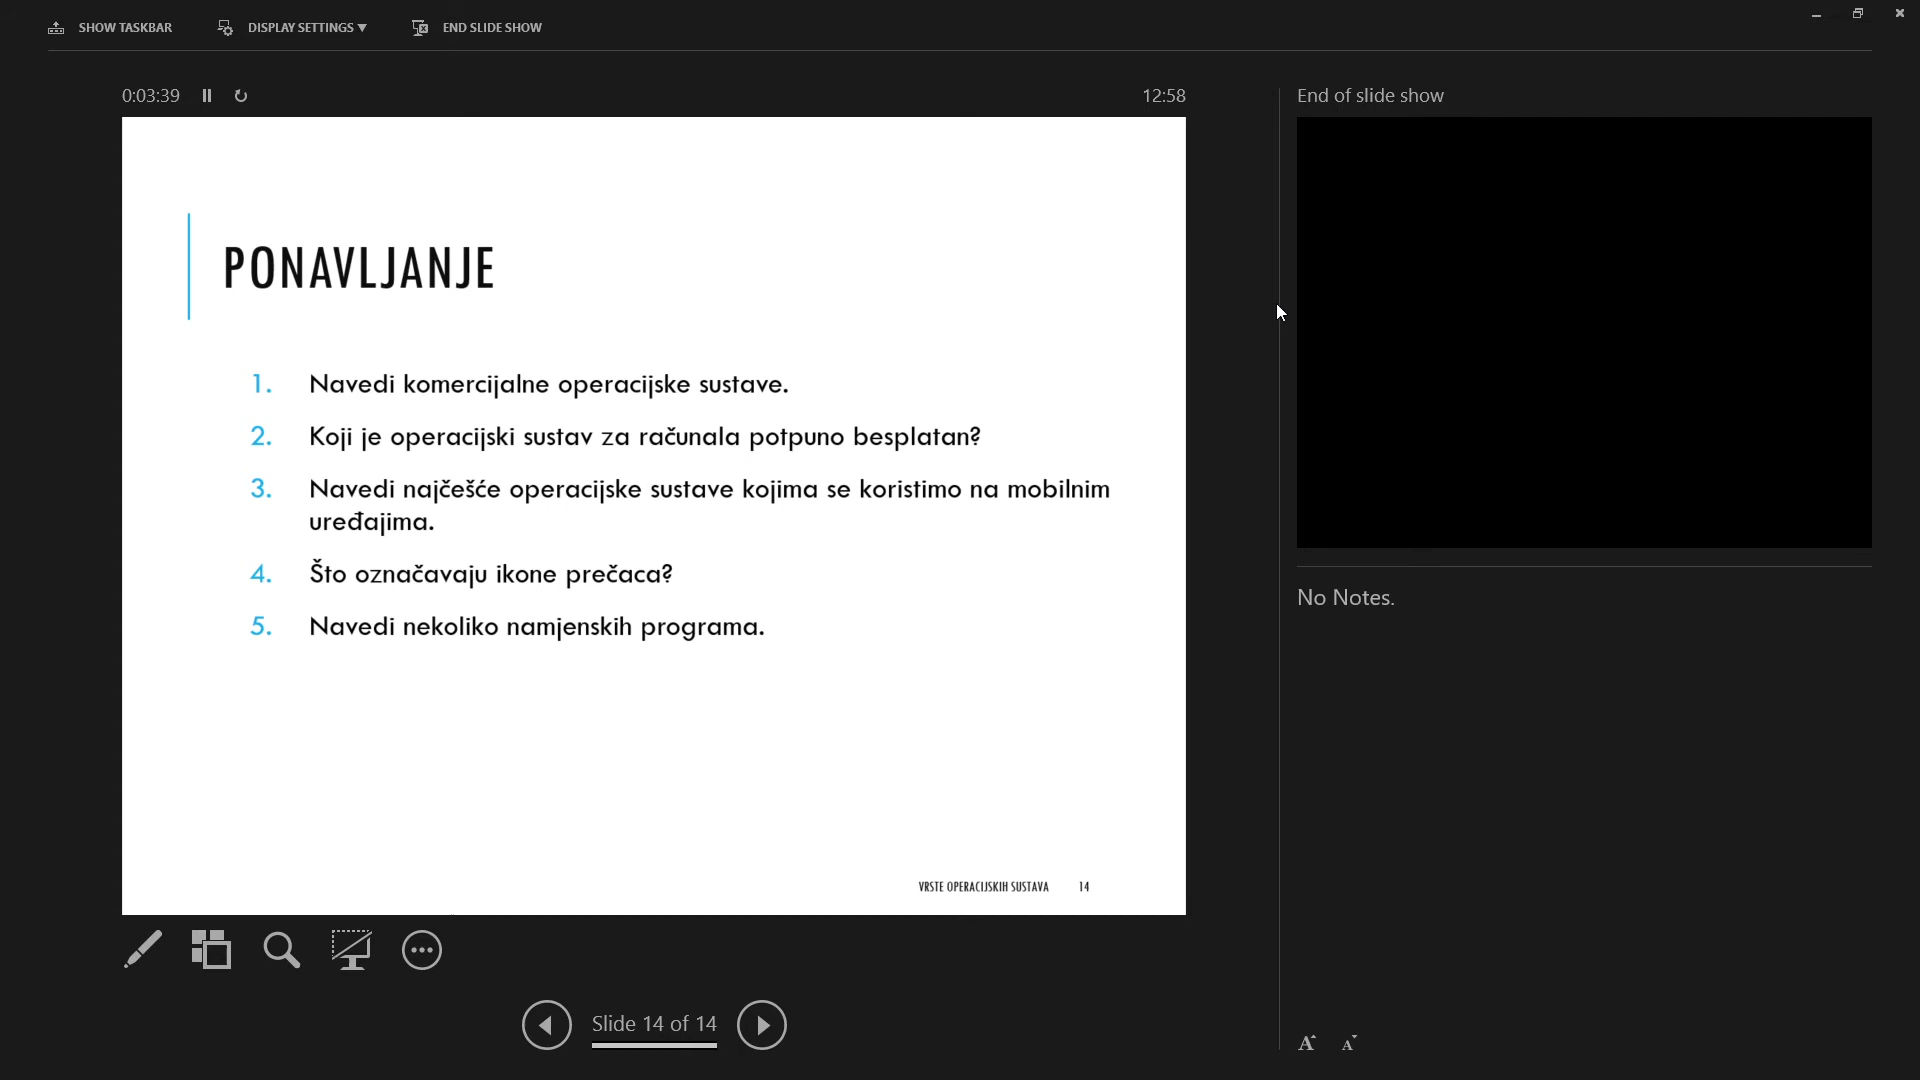 SHOW TASKBAR
DISPLAY SETTINGS ▼
END SLIDE SHOW
0:03:39
12:58
End of slide show
PONAVLJANJE
1. Navedi komercijalne operacijske sustave.
2. Koji je operacijski sustav za računala potpuno besplatan?
3. Navedi najčešće operacijske sustave kojima se koristimo na mobilnim
uređajima.
4. Što označavaju ikone prečaca?
5. Navedi nekoliko namjenskih programa.
VRSTE OPERACIJSKIH SUSTAVA 14
No Notes.
Slide 14 of 14
A A